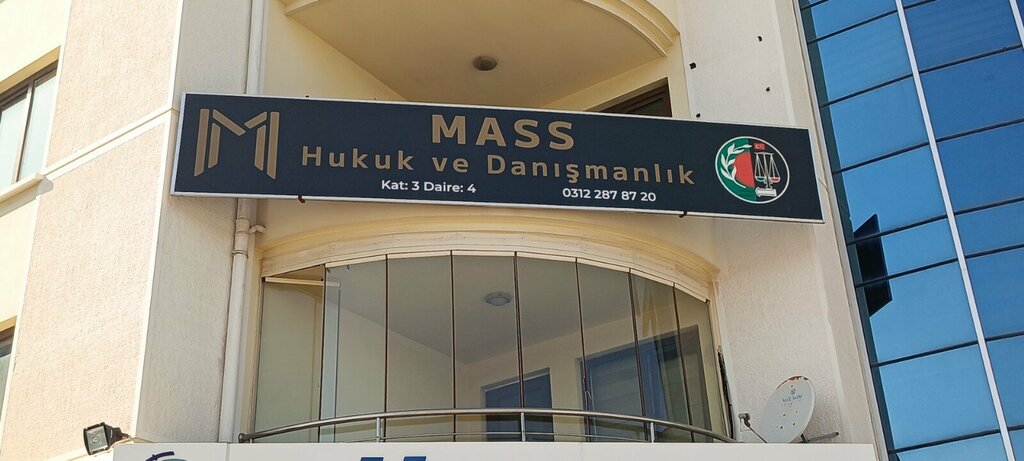 MASS
Hukuk ve Danışmanlık
Kat: 3 Daire: 4 0312 287 87 20